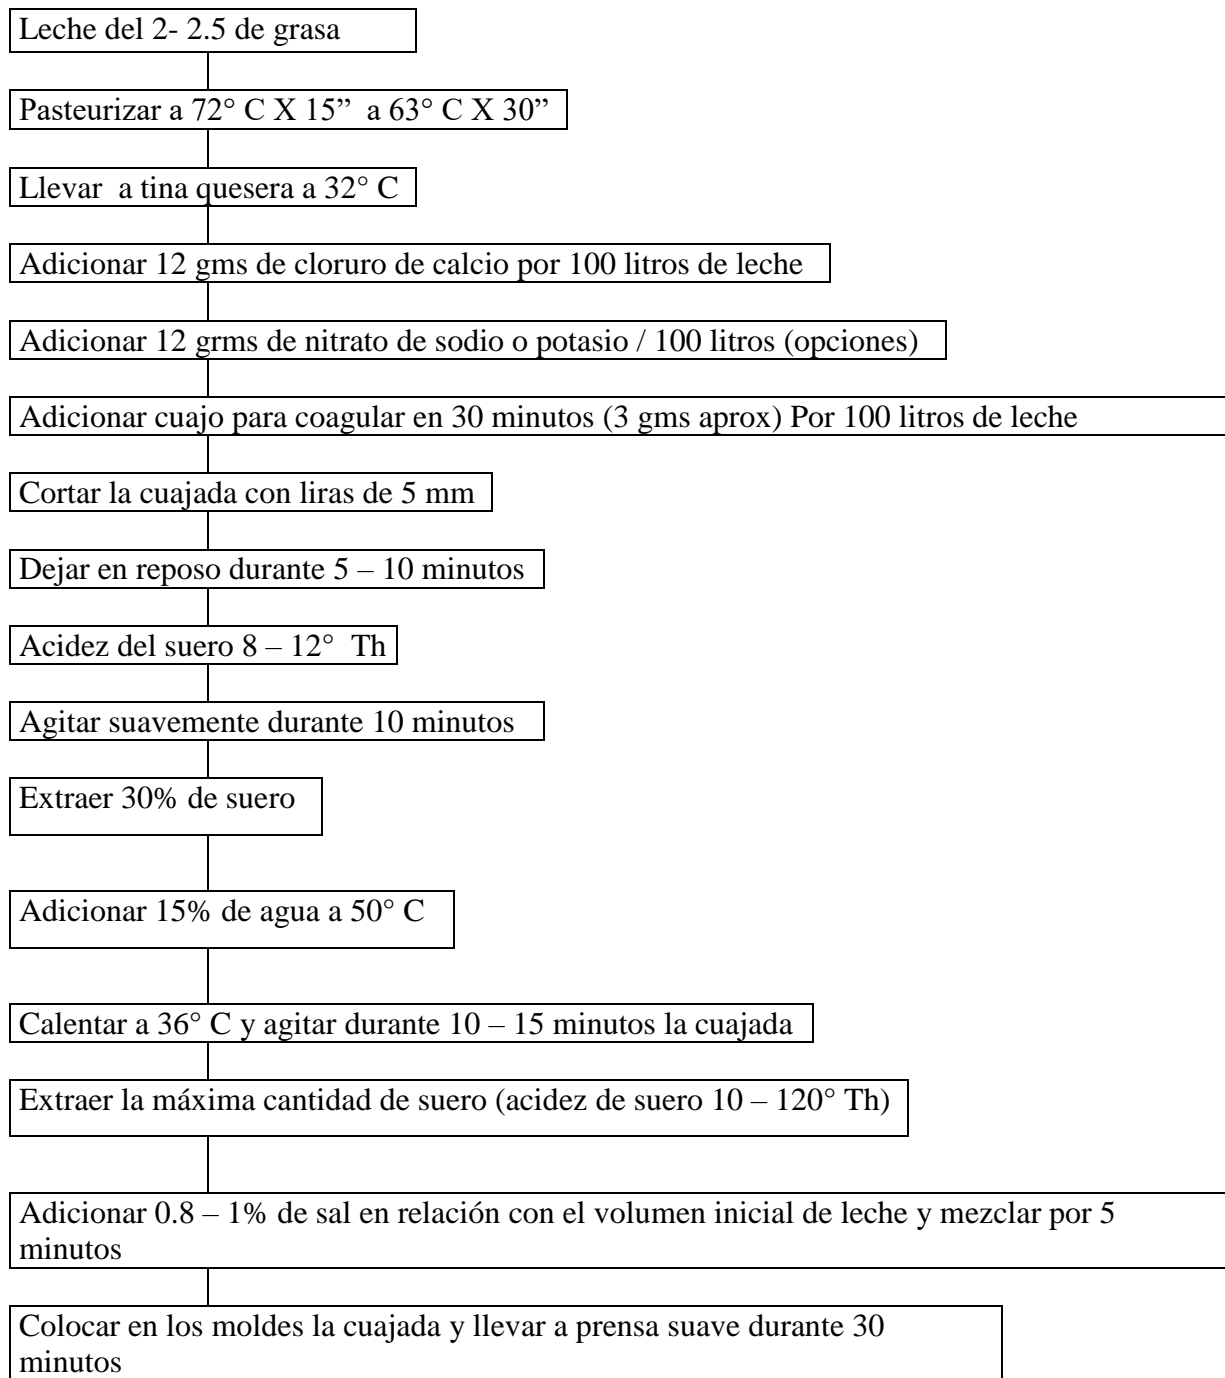 Leche del 2- 2.5 de grasa
Pasteurizar a 72° C X 15” a 63° C X 30”
Llevar a tina quesera a 32° C
Adicionar 12 gms de cloruro de calcio por 100 litros de leche
Adicionar 12 grms de nitrato de sodio o potasio / 100 litros (opciones)
Adicionar cuajo para coagular en 30 minutos (3 gms aprox) Por 100 litros de leche
Cortar la cuajada con liras de 5 mm
Dejar en reposo durante 5 – 10 minutos
Acidez del suero 8 – 12° Th
Agitar suavemente durante 10 minutos
Extraer 30% de suero
Adicionar 15% de agua a 50° C
Calentar a 36° C y agitar durante 10 – 15 minutos la cuajada
Extraer la máxima cantidad de suero (acidez de suero 10 – 120° Th)
Adicionar 0.8 – 1% de sal en relación con el volumen inicial de leche y mezclar por 5
minutos
Colocar en los moldes la cuajada y llevar a prensa suave durante 30
minutos